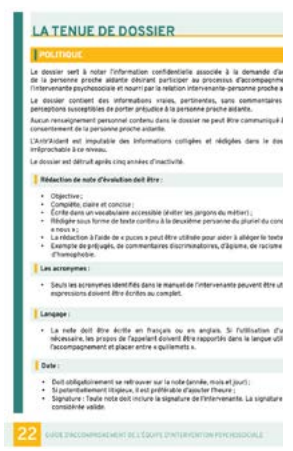 LA TENUE DE DOSSIER
POLITIQUE
Le dossier sert à noter l'information confidentielle associée à la demande d'a
de la personne proche aidante désirant participer au processus d'accompagnem
l'intervenante psychosociale et nourri par la relation intervenante-personne proche a
Le dossier contient des informations vraies, pertinentes, sans commentaires
perceptions susceptibles de porter préjudice à la personne proche aidante.
Aucun renseignement personnel contenu dans le dossier ne peut être communiqué à
consentement de la personne proche aidante.
L'Antr'Aidant est imputable des informations colligées et rédigées dans le dos
irréprochable à ce niveau.
Le dossier est détruit après cinq années d'inactivité.
Rédaction de note d'évolution doit être :
• Objective ;
• Complète, claire et concise ;
• Écrite dans un vocabulaire accessible (éviter les jargons du métier) ;
• Rédigée sous forme de texte continu à la deuxième personne du pluriel du cond
« nous » ;
• La rédaction à l'aide de « puces » peut être utilisée pour aider à alléger le texte
• Exempte de préjugés, de commentaires discriminatoires, d'âgisme, de racisme
d'homophobie.
Les acronymes :
• Seuls les acronymes identifiés dans le manuel de l'intervenante peuvent être ut
expressions doivent être écrites au complet.
Langage :
• La note doit être écrite en français ou en anglais. Si l'utilisation d'u
nécessaire, les propos de l'appelant doivent être rapportés dans la langue util
l'accompagnement et placer entre « guillemets ».
Date :
• Doit obligatoirement se retrouver sur la note (année, mois et jour) ;
• Si potentiellement litigieux, il est préférable d'ajouter l'heure ;
• Signature : Toute note doit inclure la signature de l'intervenante. La signature
considérée valide.
22 GUIDE D'ACCOMPAGNEMENT DE L'ÉQUIPE D'INTERVENTION PSYCHOSOCIALE